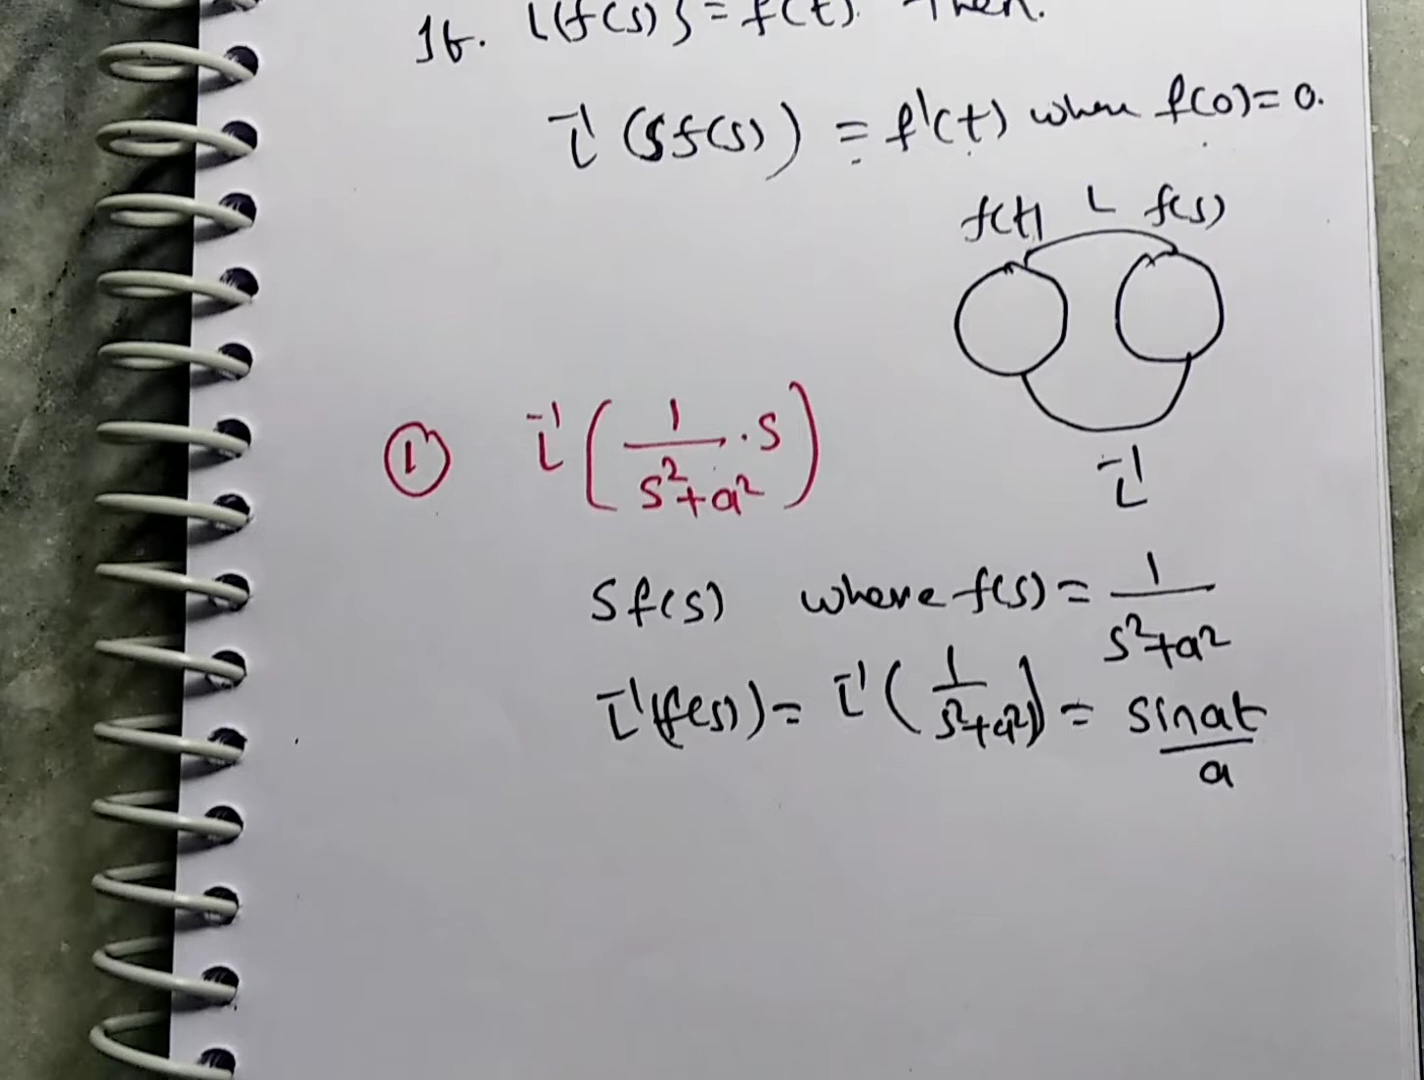 If. L{f(s)} = f(t). Then.
L⁻¹(Sf(s)) = f'(t) where f(0) = 0.
f(t) L f(s)
L⁻¹
① L⁻¹(1/(s²+a²) · s)
Sf(s) where f(s) = 1/(s²+a²)
L⁻¹(f(s)) = L⁻¹(1/(s²+a²)) = sinat/a